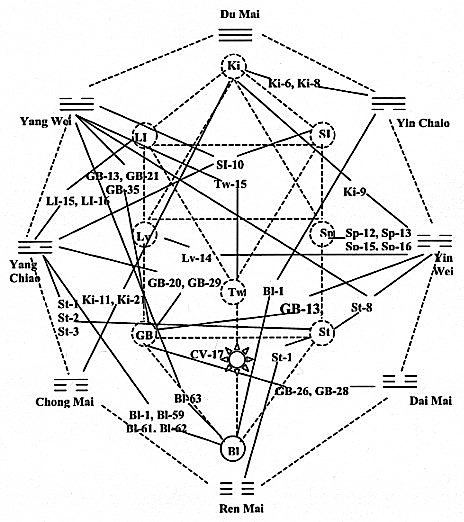 Du Mai
Ki
Ki-6, Ki-8
Yang Wei
Yin Chaio
LI
SI
SI-10
GB-13, GB-21
GB-35
Tw-15
Ki-9
LI-15, LI-16
Lv
Sp
Sp-12, Sp-13
Sp-15, Sp-16
Lv-14
Yang
Chiao
Yin
Wei
GB-20, GB-29
Tw
Bl-1
St-1
St-2
St-3
Ki-11, Ki-21
GB-13
St-8
GB
St
CV-17
St-1
Chong Mai
Bl-63
GB-26, GB-28
Dai Mai
Bl-1, Bl-59
Bl-61. Bl-62
Bl
Ren Mai